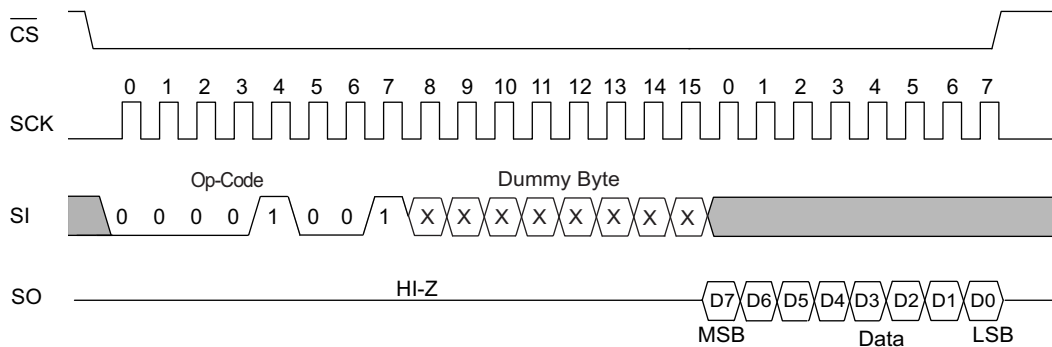 CS
0 1 2 3 4 5 6 7 8 9 10 11 12 13 14 15 0 1 2 3 4 5 6 7
SCK
Op-Code Dummy Byte
SI 0 0 0 0 1 0 0 1 X X X X X X X X
HI-Z
SO D7 D6 D5 D4 D3 D2 D1 D0
MSB Data LSB